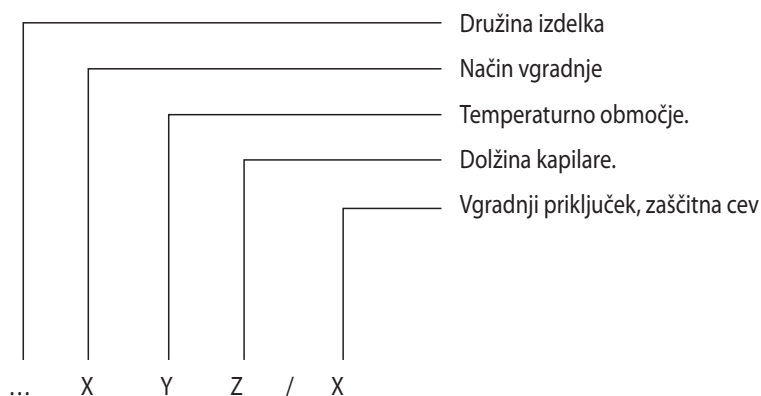 Družina izdelka
Način vgradnje
Temperaturno območje.
Dolžina kapilare.
Vgradnji priključek, zaščitna cev
… X Y Z / X